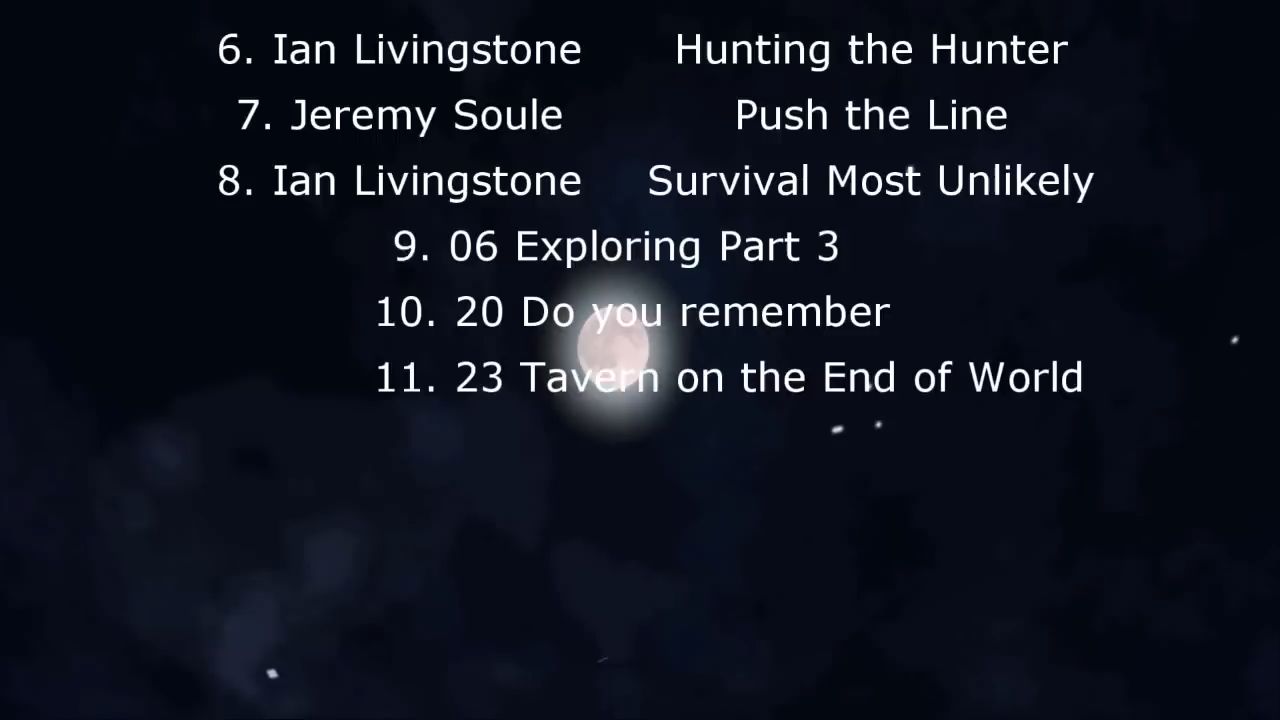 6. Ian Livingstone Hunting the Hunter
7. Jeremy Soule Push the Line
8. Ian Livingstone Survival Most Unlikely
9. 06 Exploring Part 3
10. 20 Do you remember
11. 23 Tavern on the End of World